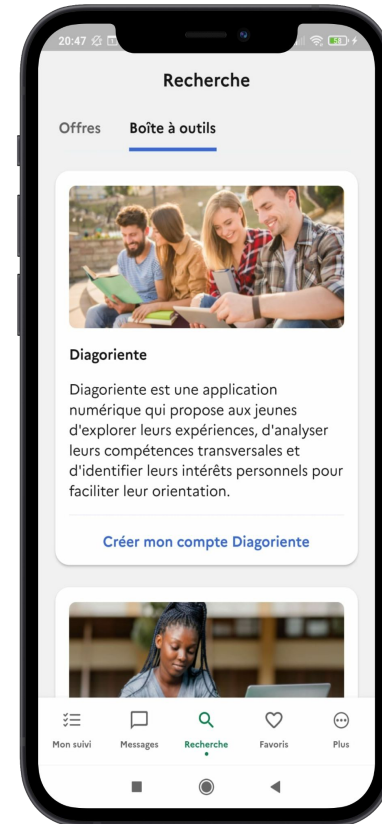 20:47
Recherche
Offres Boîte à outils
Diagoriente
Diagoriente est une application
numérique qui propose aux jeunes
d'explorer leurs expériences, d'analyser
leurs compétences transversales et
d'identifier leurs intérêts personnels pour
faciliter leur orientation.
Créer mon compte Diagoriente
Mon suivi Messages Recherche Favoris Plus